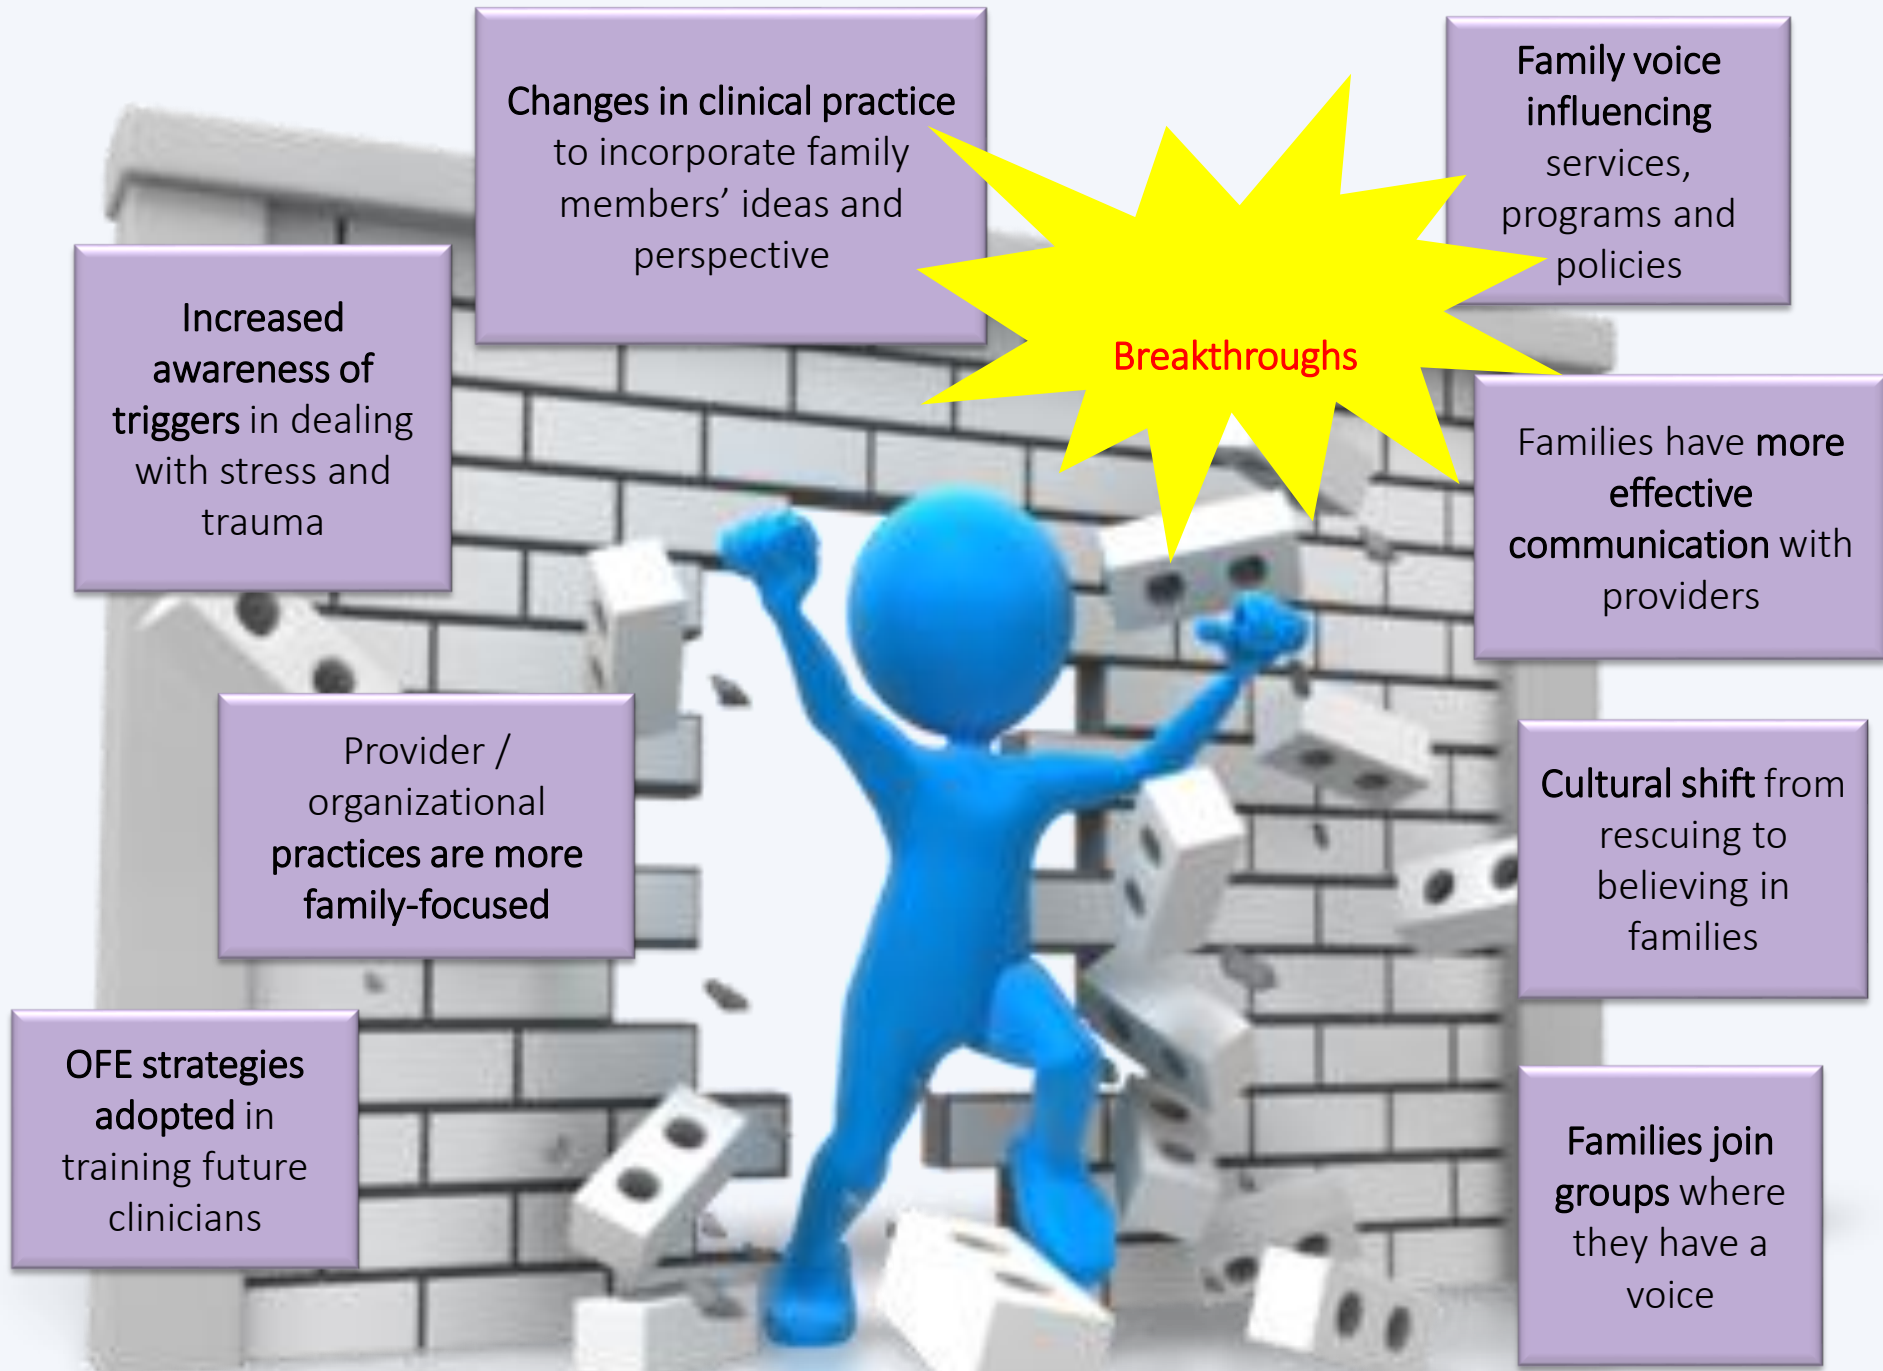 Changes in clinical practice
to incorporate family
members’ ideas and
perspective
Family voice
influencing
services,
programs and
policies
Increased
awareness of
triggers in dealing
with stress and
trauma
Breakthroughs
Families have more
effective
communication with
providers
Provider /
organizational
practices are more
family-focused
Cultural shift from
rescuing to
believing in
families
OFE strategies
adopted in
training future
clinicians
Families join
groups where
they have a
voice